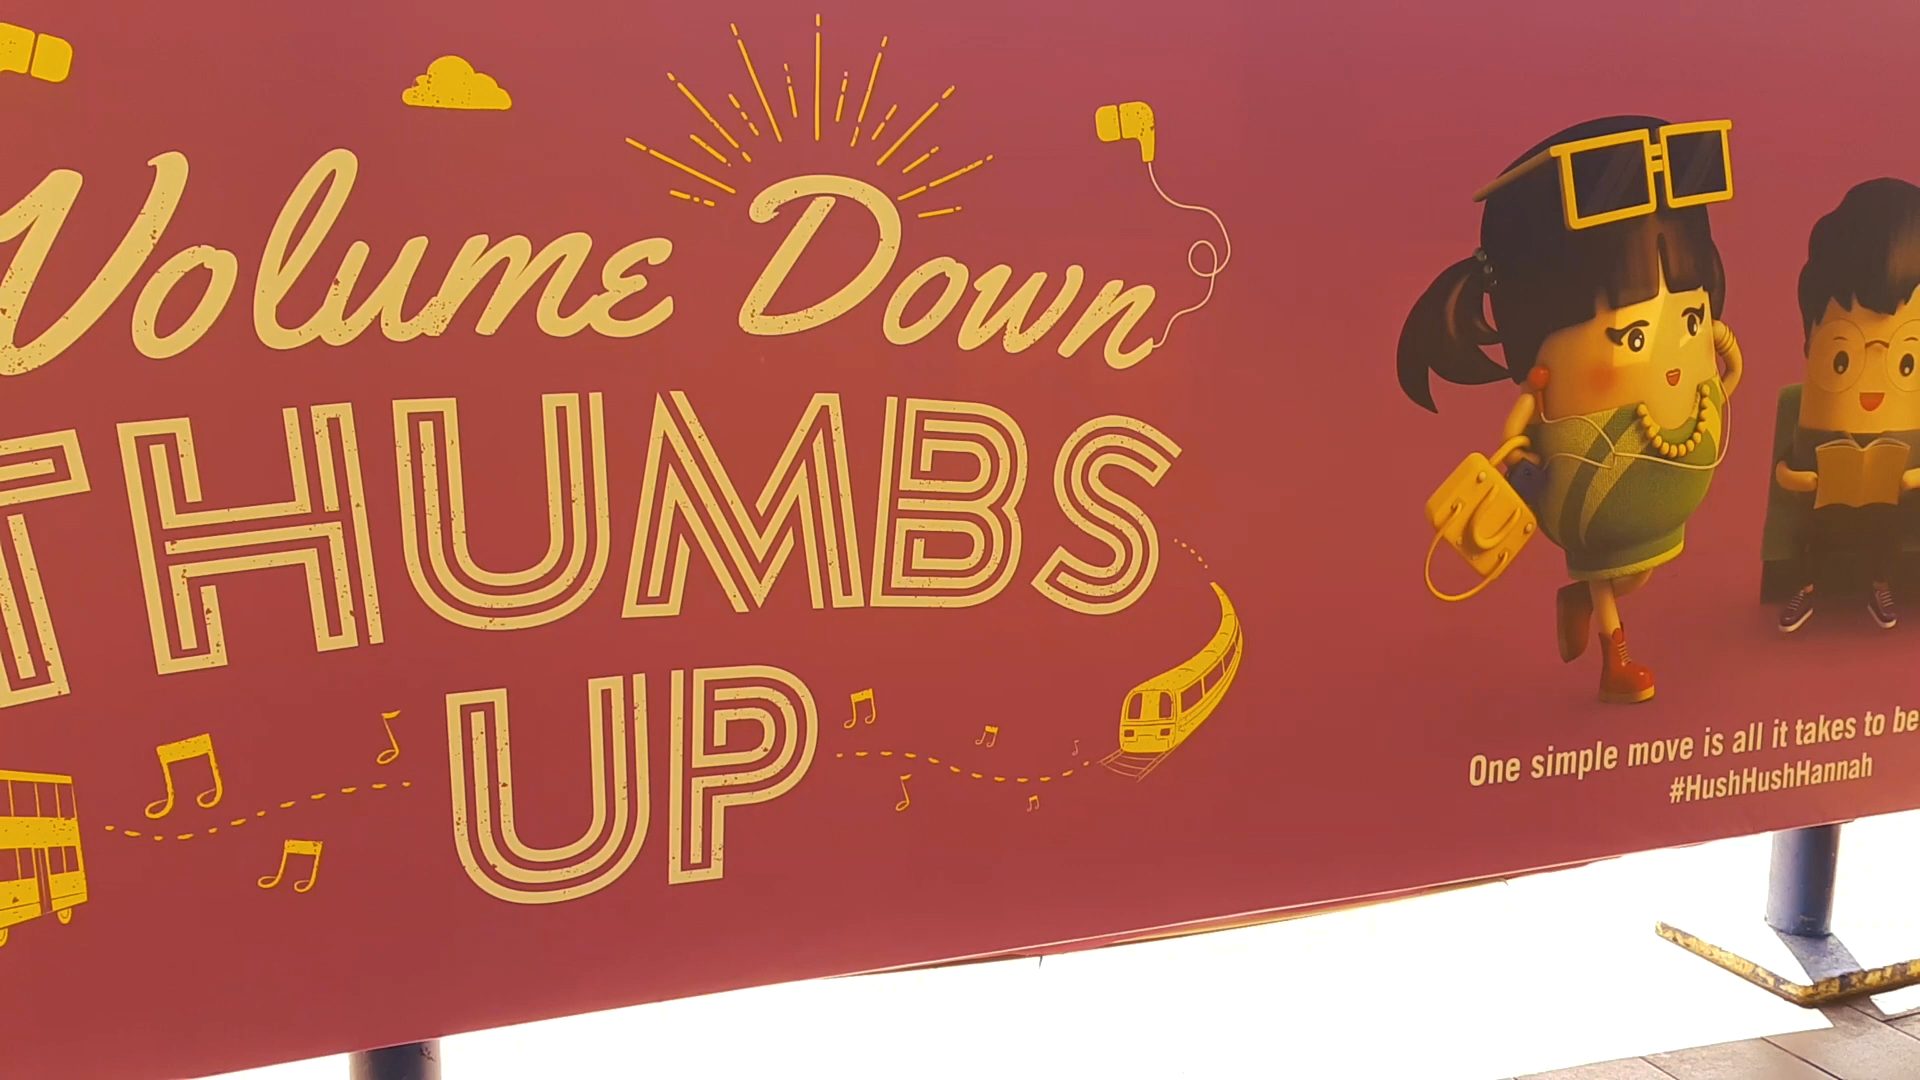 Volume Down
THUMBS
UP
One simple move is all it takes to be
#HushHushHannah